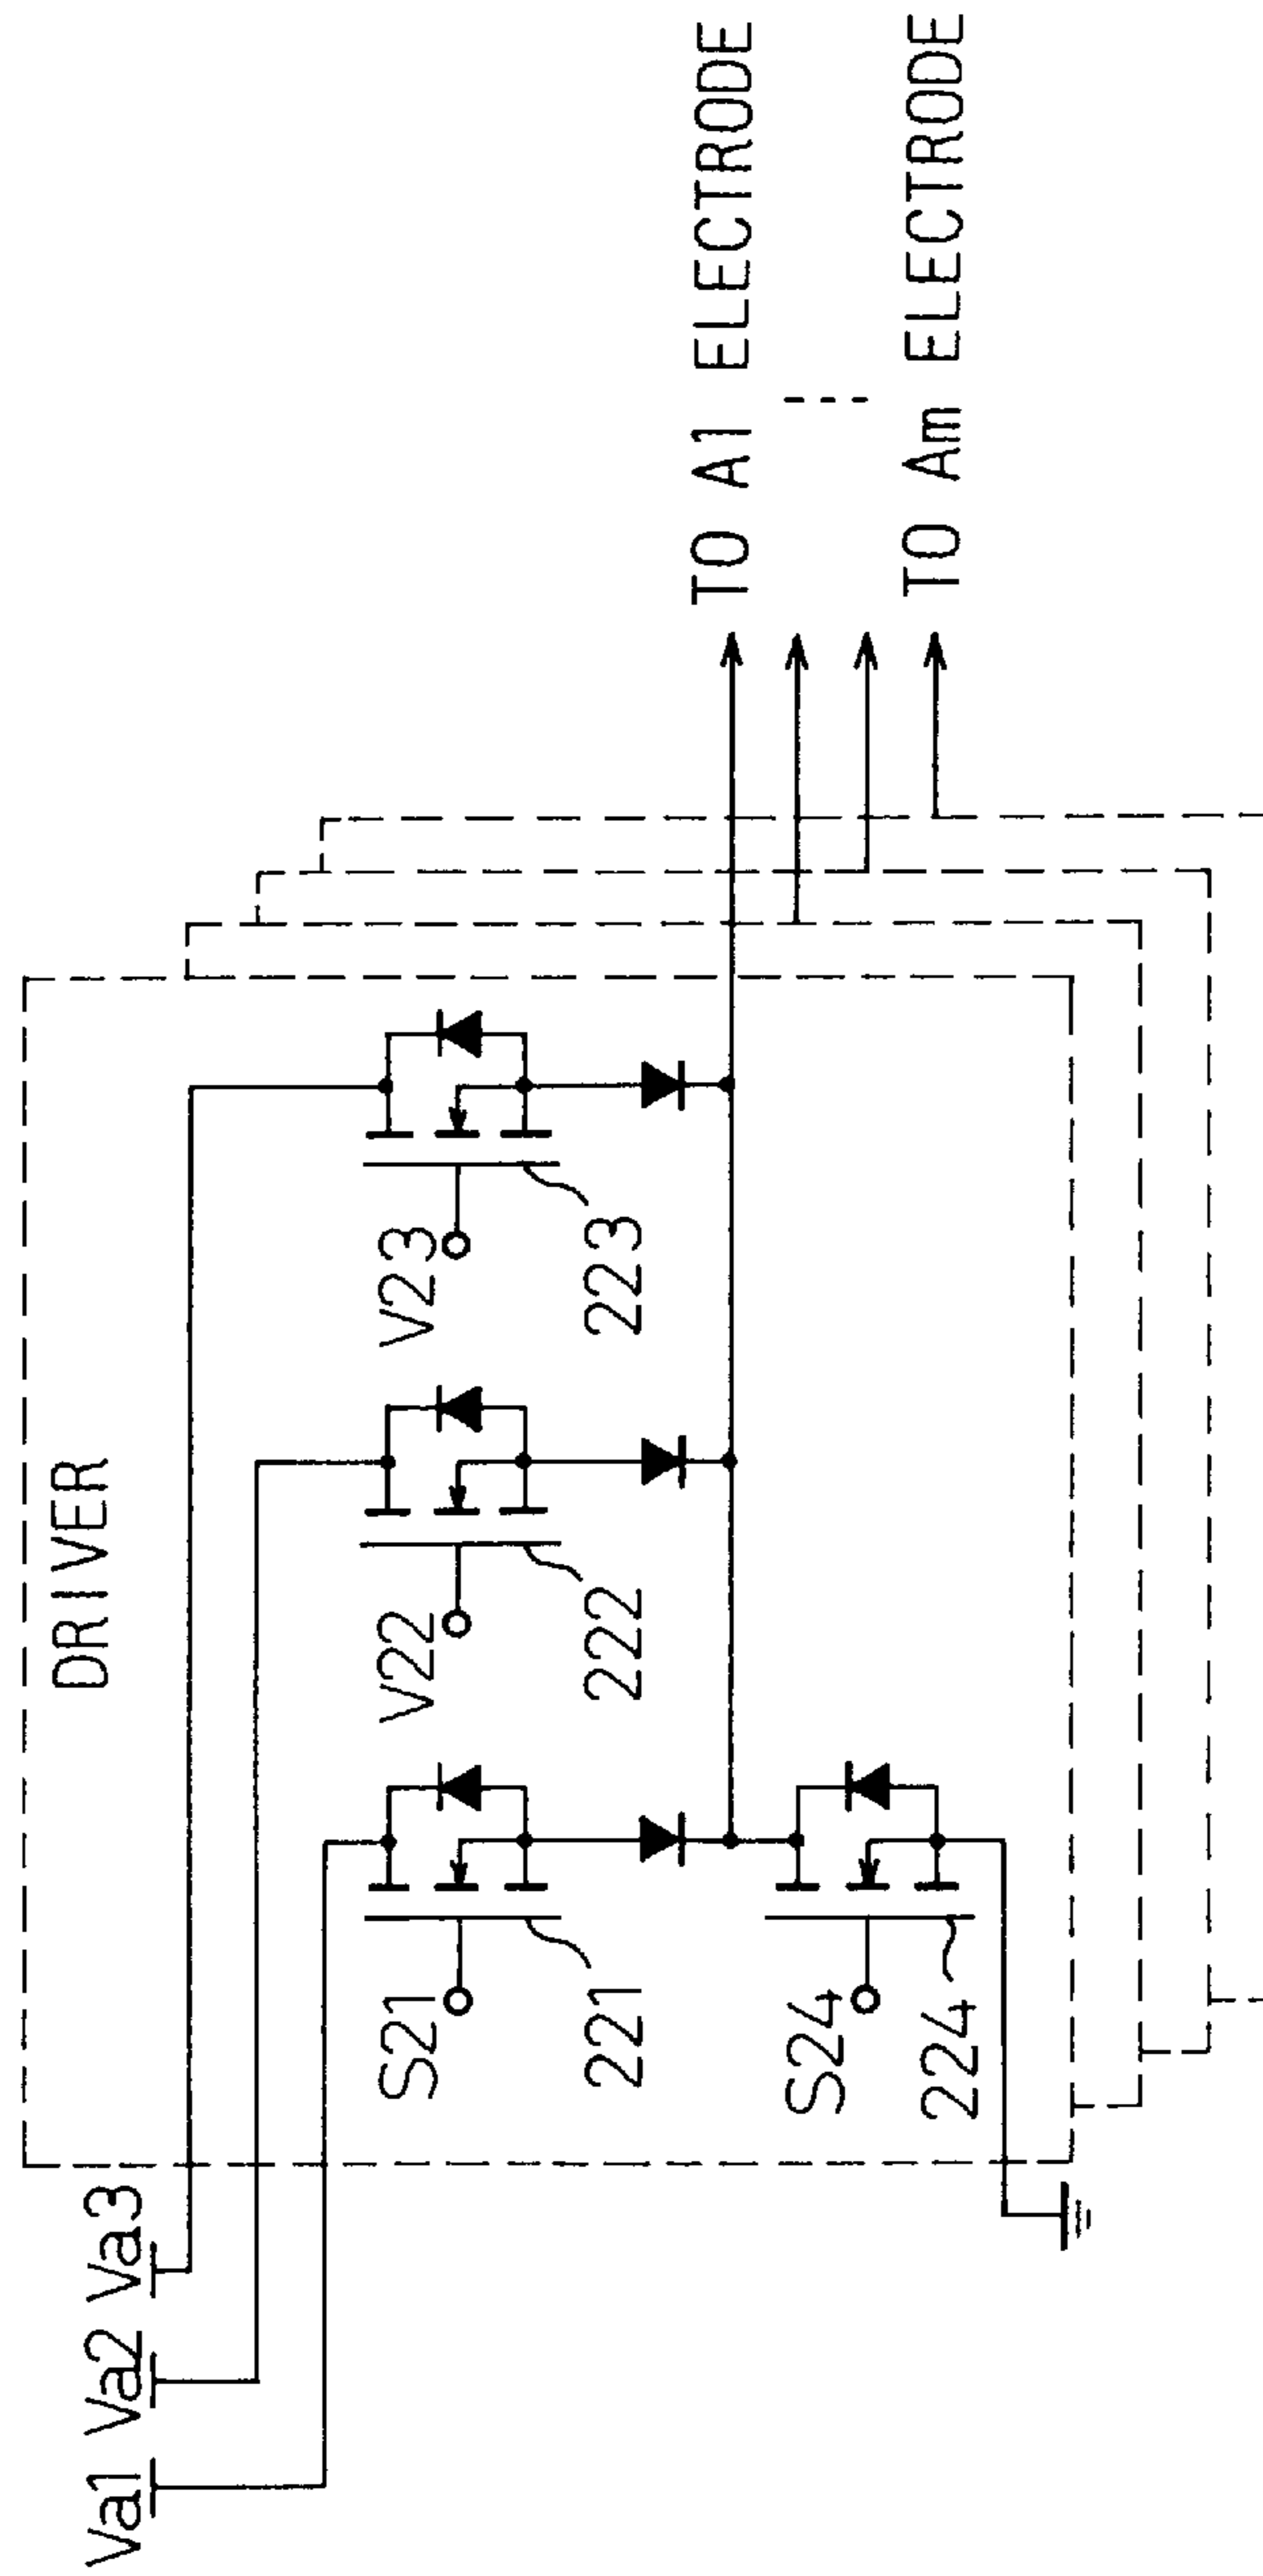 Va1
Va2
Va3
DRIVER
S21
V22
V23
221
222
223
S24
224
TO A1 ELECTRODE
TO Am ELECTRODE